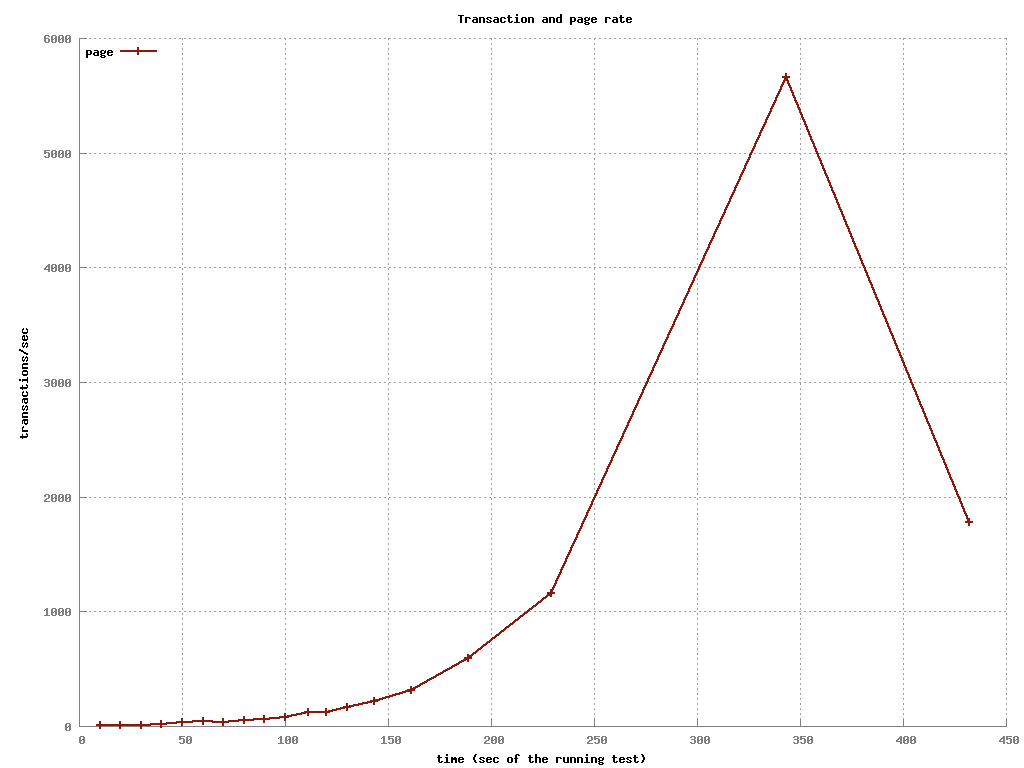 Transaction and page rate
6000
page
5000
4000
3000
transactions/sec
2000
1000
0
0 50 100 150 200 250 300 350 400 450
time (sec of the running test)